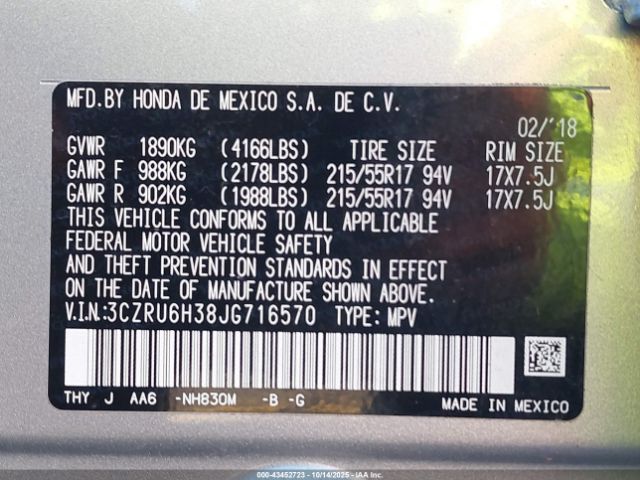 MFD.BY HONDA DE MEXICO S.A. DE C.V.
02/'18
GVWR 1890KG (4166LBS) TIRE SIZE RIM SIZE
GAWR F 988KG (2178LBS) 215/55R17 94V 17X7.5J
GAWR R 902KG (1988LBS) 215/55R17 94V 17X7.5J
THIS VEHICLE CONFORMS TO ALL APPLICABLE
FEDERAL MOTOR VEHICLE SAFETY
AND THEFT PREVENTION STANDARDS IN EFFECT
ON THE DATE OF MANUFACTURE SHOWN ABOVE.
V.I.N:3CZRU6H38JG716570 TYPE: MPV
THY J AA6 -NH830M -B -G
MADE IN MEXICO
000-43452723 - 10/14/2025 - IAAI.COM